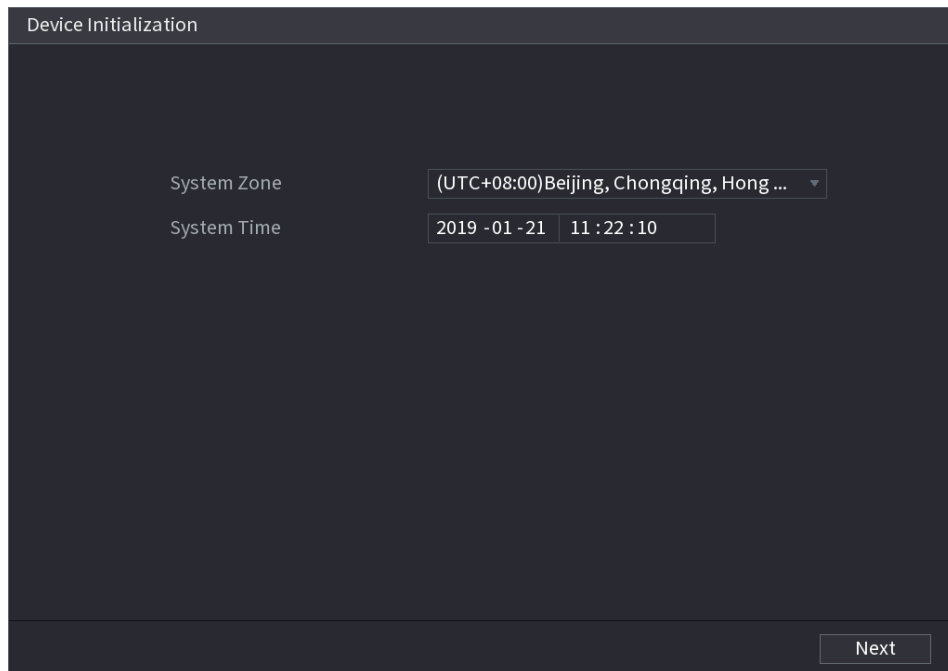 Device Initialization
System Zone (UTC+08:00)Beijing, Chongqing, Hong ...
System Time 2019 -01 -21 11 : 22 : 10
Next